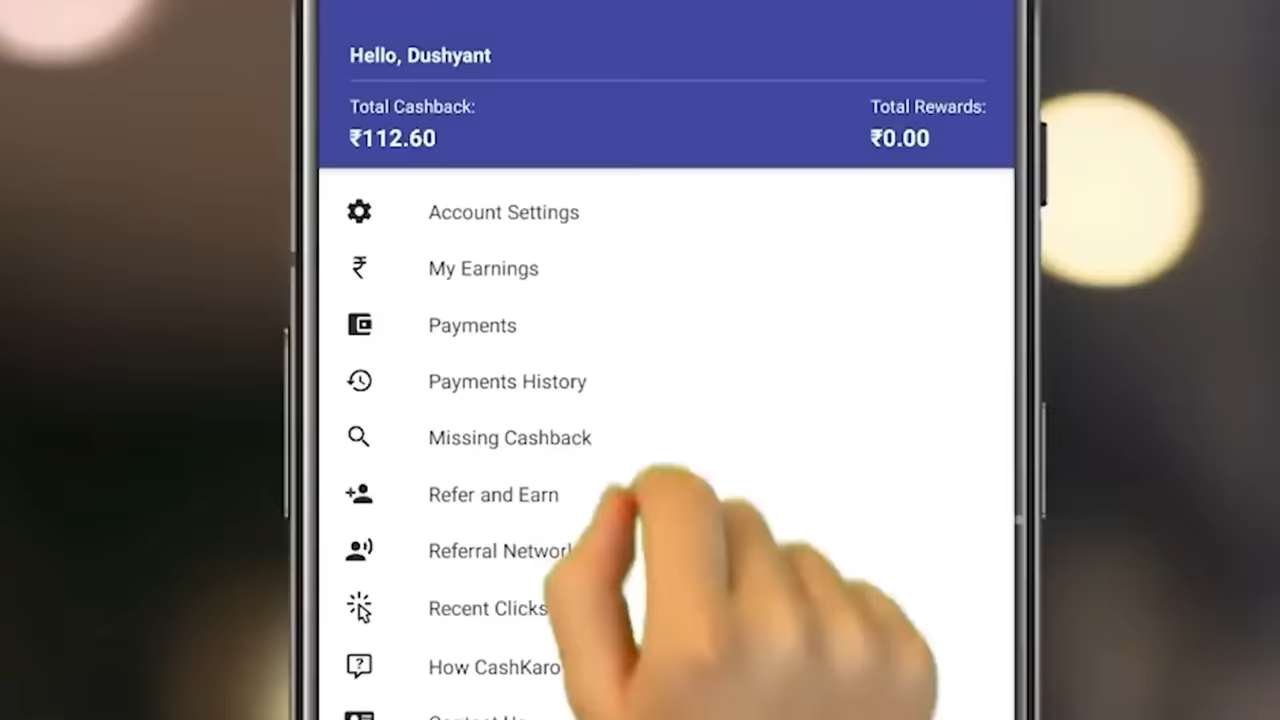 Hello, Dushyant
Total Cashback:
Total Rewards:
₹112.60
₹0.00
Account Settings
My Earnings
Payments
Payments History
Missing Cashback
Refer and Earn
Referral
Recent Clicks
How CashKaro